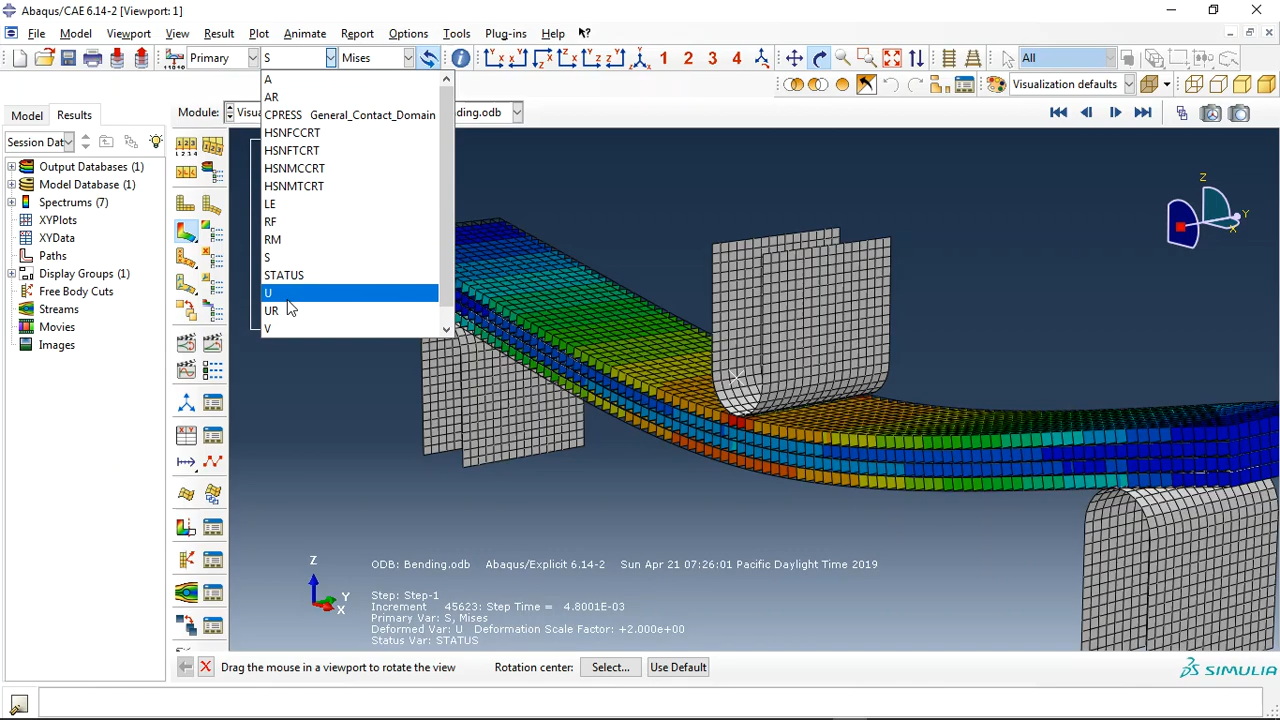 Abaqus/CAE 6.14-2 [Viewport: 1]
File Model Viewport View Result Plot Animate Report Options Tools Plug-ins Help
Primary S Mises 1 2 3 4 All
Visualization defaults
Model Results Module: Visu ding.odb
Session Dat
Output Databases (1)
Model Database (1)
Spectrums (7)
XYPlots
XYData
Paths
Display Groups (1)
Free Body Cuts
Streams
Movies
Images
A
AR
CPRESS General_Contact_Domain
HSNFCCRT
HSNFTCRT
HSNMCCRT
HSNMTCRT
LE
RF
RM
S
STATUS
U
UR
V
Z
Y
X
Z
Y
X
ODB: Bending.odb Abaqus/Explicit 6.14-2 Sun Apr 21 07:26:01 Pacific Daylight Time 2019
Step: Step-1
Increment 45623: Step Time = 4.8001E-03
Primary Var: S, Mises
Deformed Var: U Deformation Scale Factor: +2.000e+00
Status Var: STATUS
Drag the mouse in a viewport to rotate the view Rotation center: Select... Use Default
SIMULIA